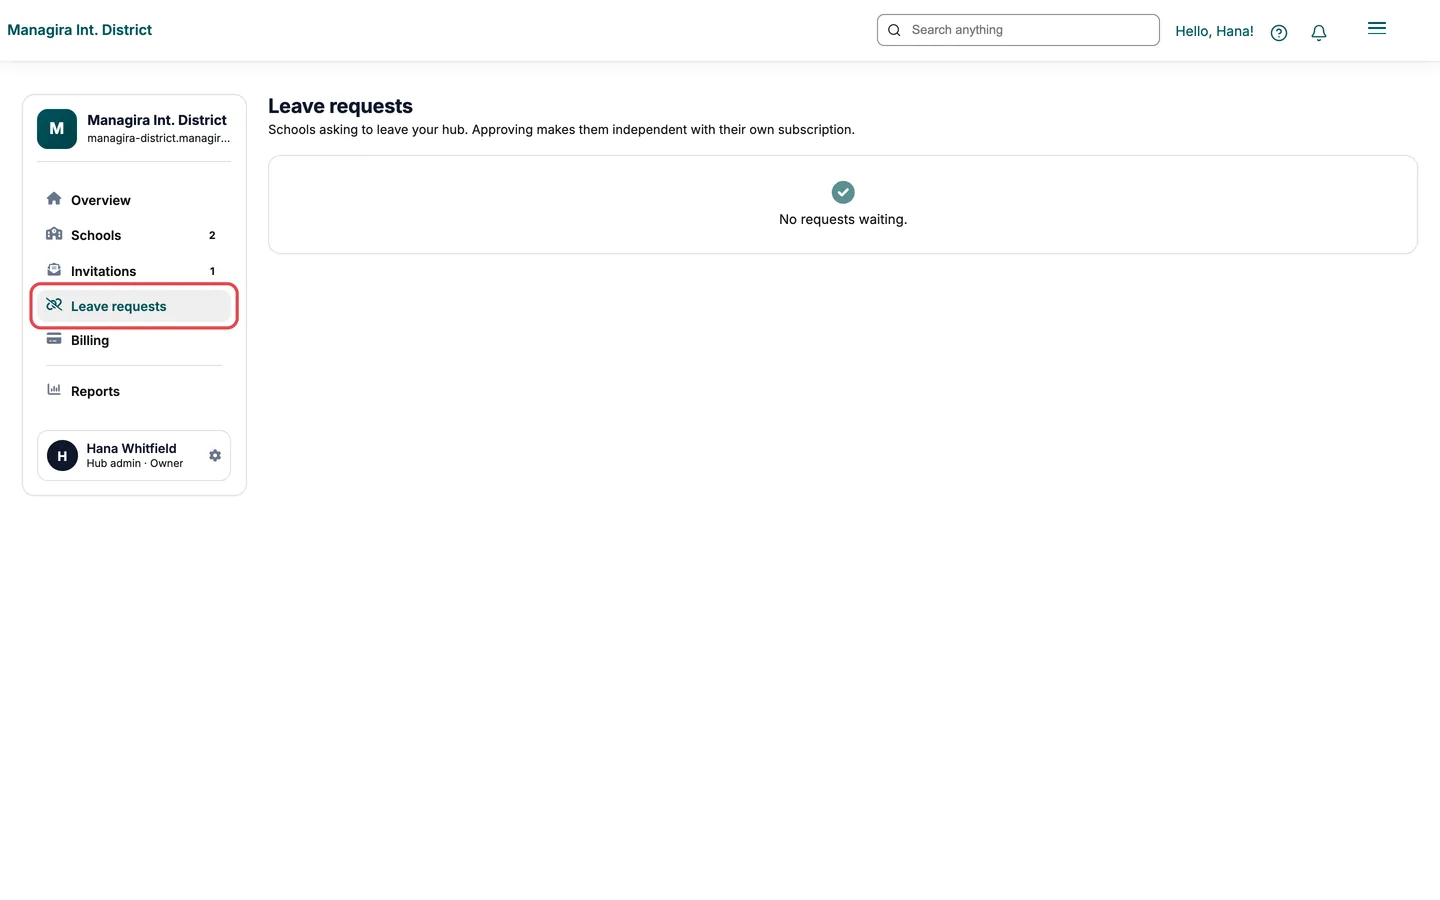 Managira Int. District
Search anything
Hello, Hana!
M
Managira Int. District
managira-district.managir...
Overview
Schools 2
Invitations 1
Leave requests
Billing
Reports
H
Hana Whitfield
Hub admin · Owner
Leave requests
Schools asking to leave your hub. Approving makes them independent with their own subscription.
No requests waiting.